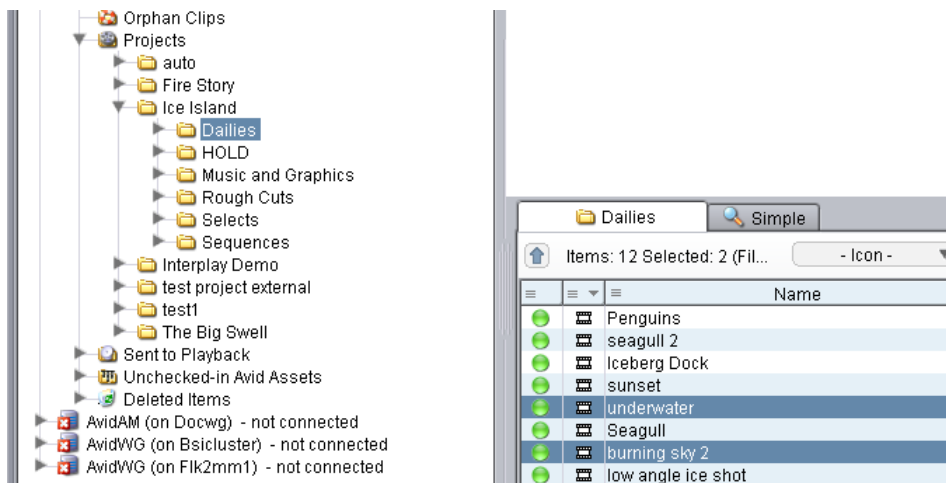 Orphan Clips
Projects
auto
Fire Story
Ice Island
Dailies
HOLD
Music and Graphics
Rough Cuts
Selects
Sequences
Interplay Demo
test project external
test1
The Big Swell
Sent to Playback
Unchecked-in Avid Assets
Deleted Items
AvidAM (on Docwg) - not connected
AvidWG (on Bsicluster) - not connected
AvidWG (on Flk2mm1) - not connected
Dailies Simple
Items: 12 Selected: 2 (Fil... - Icon -
Name
Penguins
seagull 2
Iceberg Dock
sunset
underwater
Seagull
burning sky 2
low angle ice shot